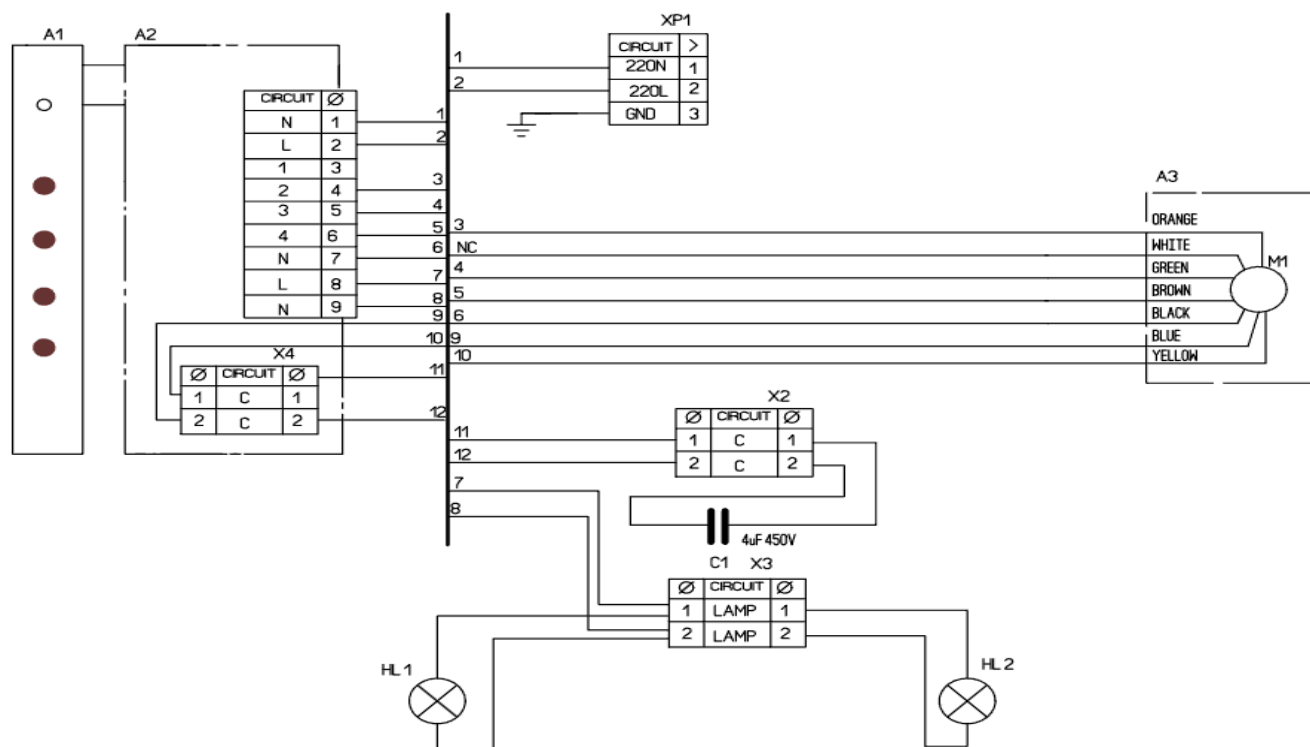 A1
A2
CIRCUIT Ø
N 1
L 2
1 3
2 4
3 5
4 6
N 7
L 8
N 9
1
2
3
4
5
6
7
8
9
10
11
12
X4
Ø CIRCUIT Ø
1 C 1
2 C 2
1
2
XP1
CIRCUIT >
220N 1
220L 2
GND 3
3
NC
4
5
6
9
10
A3
ORANGE
WHITE
GREEN
BROWN
BLACK
BLUE
YELLOW
M1
11
12
7
8
X2
Ø CIRCUIT Ø
1 C 1
2 C 2
4uF 450V
C1
X3
Ø CIRCUIT Ø
1 LAMP 1
2 LAMP 2
HL1
HL2